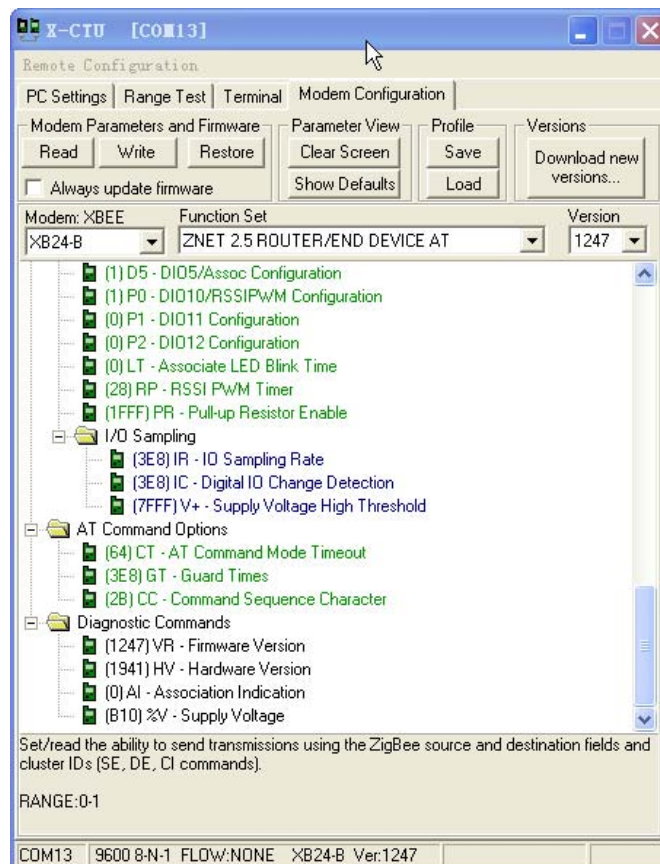 X-CTU [COM13]
Remote Configuration
PC Settings Range Test Terminal Modem Configuration
Modem Parameters and Firmware Parameter View Profile Versions
Read Write Restore Clear Screen Save Download new versions...
Always update firmware Show Defaults Load
Modem: XBEE Function Set Version
XB24-B ZNET 2.5 ROUTER/END DEVICE AT 1247
(1) D5 - DIO5/Assoc Configuration
(1) P0 - DIO10/RSSIPWM Configuration
(0) P1 - DIO11 Configuration
(0) P2 - DIO12 Configuration
(0) LT - Associate LED Blink Time
(28) RP - RSSI PWM Timer
(1FFF) PR - Pull-up Resistor Enable
I/O Sampling
(3E8) IR - IO Sampling Rate
(3E8) IC - Digital IO Change Detection
(7FFF) V+ - Supply Voltage High Threshold
AT Command Options
(64) CT - AT Command Mode Timeout
(3E8) GT - Guard Times
(2B) CC - Command Sequence Character
Diagnostic Commands
(1247) VR - Firmware Version
(1941) HV - Hardware Version
(0) AI - Association Indication
(B10) %V - Supply Voltage
Set/read the ability to send transmissions using the ZigBee source and destination fields and
cluster IDs (SE, DE, CI commands).
RANGE:0-1
COM13 9600 8-N-1 FLOW:NONE XB24-B Ver:1247